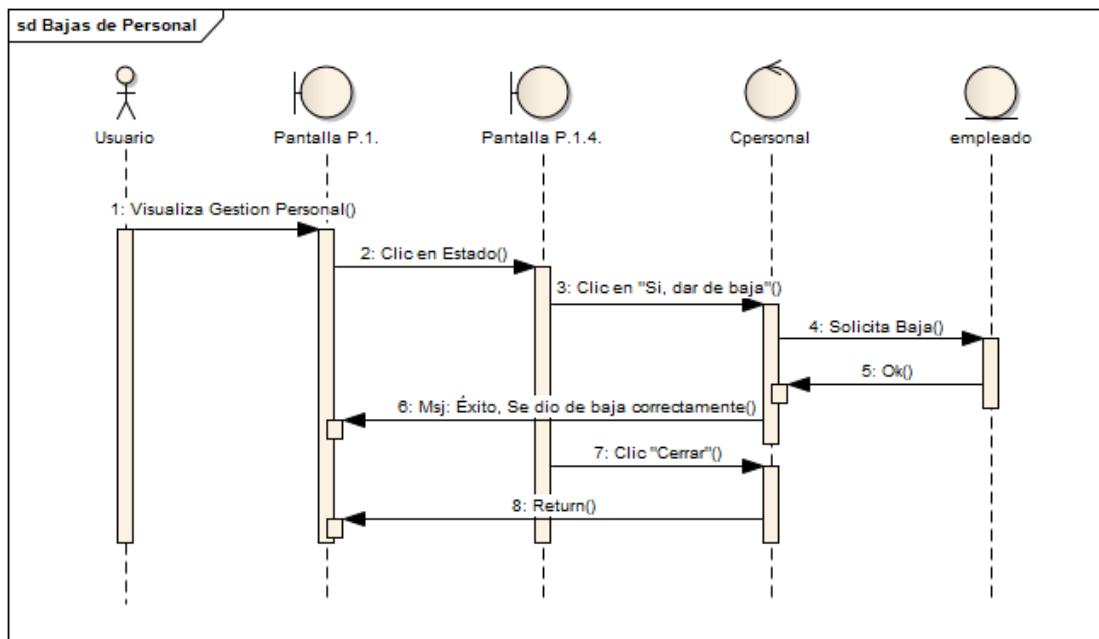 sd Bajas de Personal
Usuario
Pantalla P.1.
Pantalla P.1.4.
Cpersonal
empleado
1: Visualiza Gestion Personal()
2: Clic en Estado()
3: Clic en "Si, dar de baja"()
4: Solicita Baja()
5: Ok()
6: Msj: Éxito, Se dio de baja correctamente()
7: Clic "Cerrar"()
8: Return()